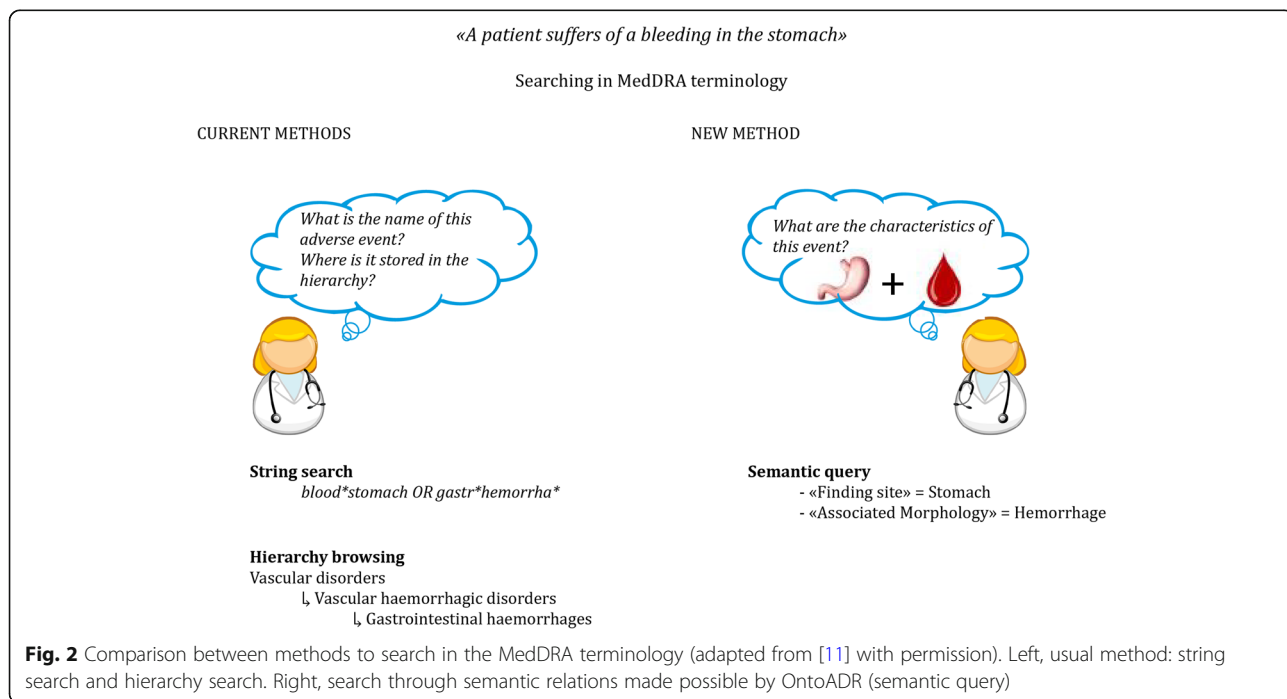 «A patient suffers of a bleeding in the stomach»
Searching in MedDRA terminology
CURRENT METHODS
What is the name of this
adverse event?
Where is it stored in the
hierarchy?
String search
blood*stomach OR gastr*hemorrha*
Hierarchy browsing
Vascular disorders
↳ Vascular haemorrhagic disorders
↳ Gastrointestinal haemorrhages
NEW METHOD
What are the characteristics of
this event?
+
Semantic query
- «Finding site» = Stomach
- «Associated Morphology» = Hemorrhage
Fig. 2 Comparison between methods to search in the MedDRA terminology (adapted from [11] with permission). Left, usual method: string
search and hierarchy search. Right, search through semantic relations made possible by OntoADR (semantic query)